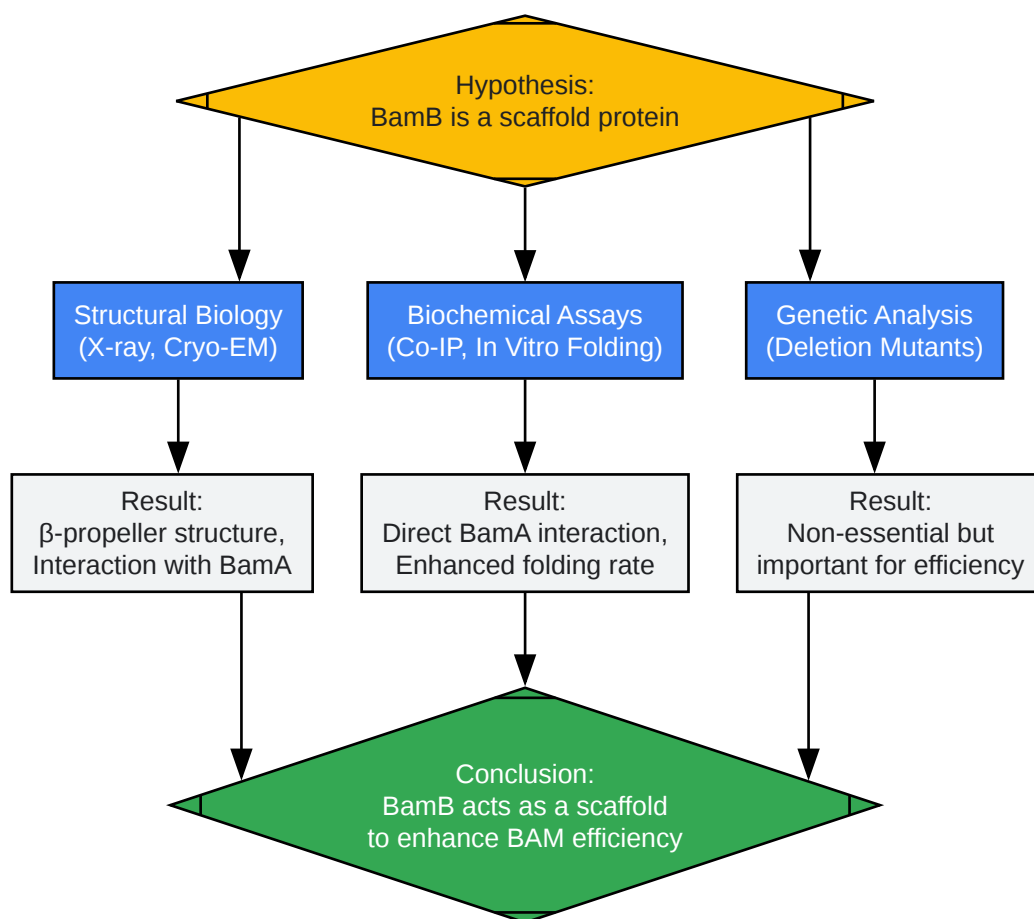 Hypothesis:
BamB is a scaffold protein
Structural Biology
(X-ray, Cryo-EM)
Biochemical Assays
(Co-IP, In Vitro Folding)
Genetic Analysis
(Deletion Mutants)
Result:
β-propeller structure,
Interaction with BamA
Result:
Direct BamA interaction,
Enhanced folding rate
Result:
Non-essential but
important for efficiency
Conclusion:
BamB acts as a scaffold
to enhance BAM efficiency